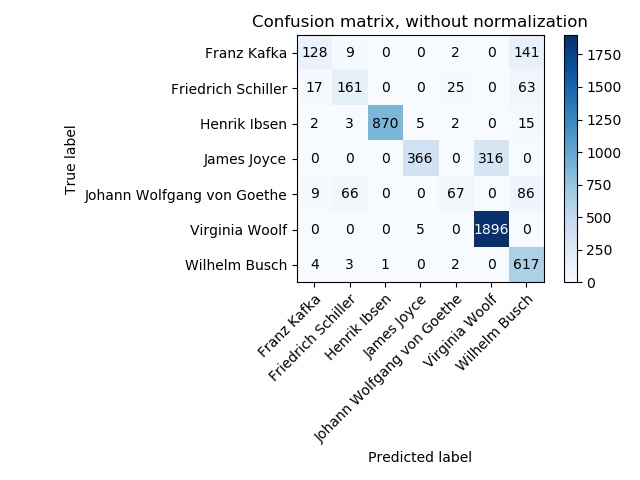 Confusion matrix, without normalization
Franz Kafka 128 9 0 0 2 0 141
Friedrich Schiller 17 161 0 0 25 0 63
Henrik Ibsen 2 3 870 5 2 0 15
James Joyce 0 0 0 366 0 316 0
Johann Wolfgang von Goethe 9 66 0 0 67 0 86
Virginia Woolf 0 0 0 5 0 1896 0
Wilhelm Busch 4 3 1 0 2 0 617
True label
Franz Kafka
Friedrich Schiller
Henrik Ibsen
James Joyce
Johann Wolfgang von Goethe
Virginia Woolf
Wilhelm Busch
Predicted label
1750
1500
1250
1000
750
500
250
0